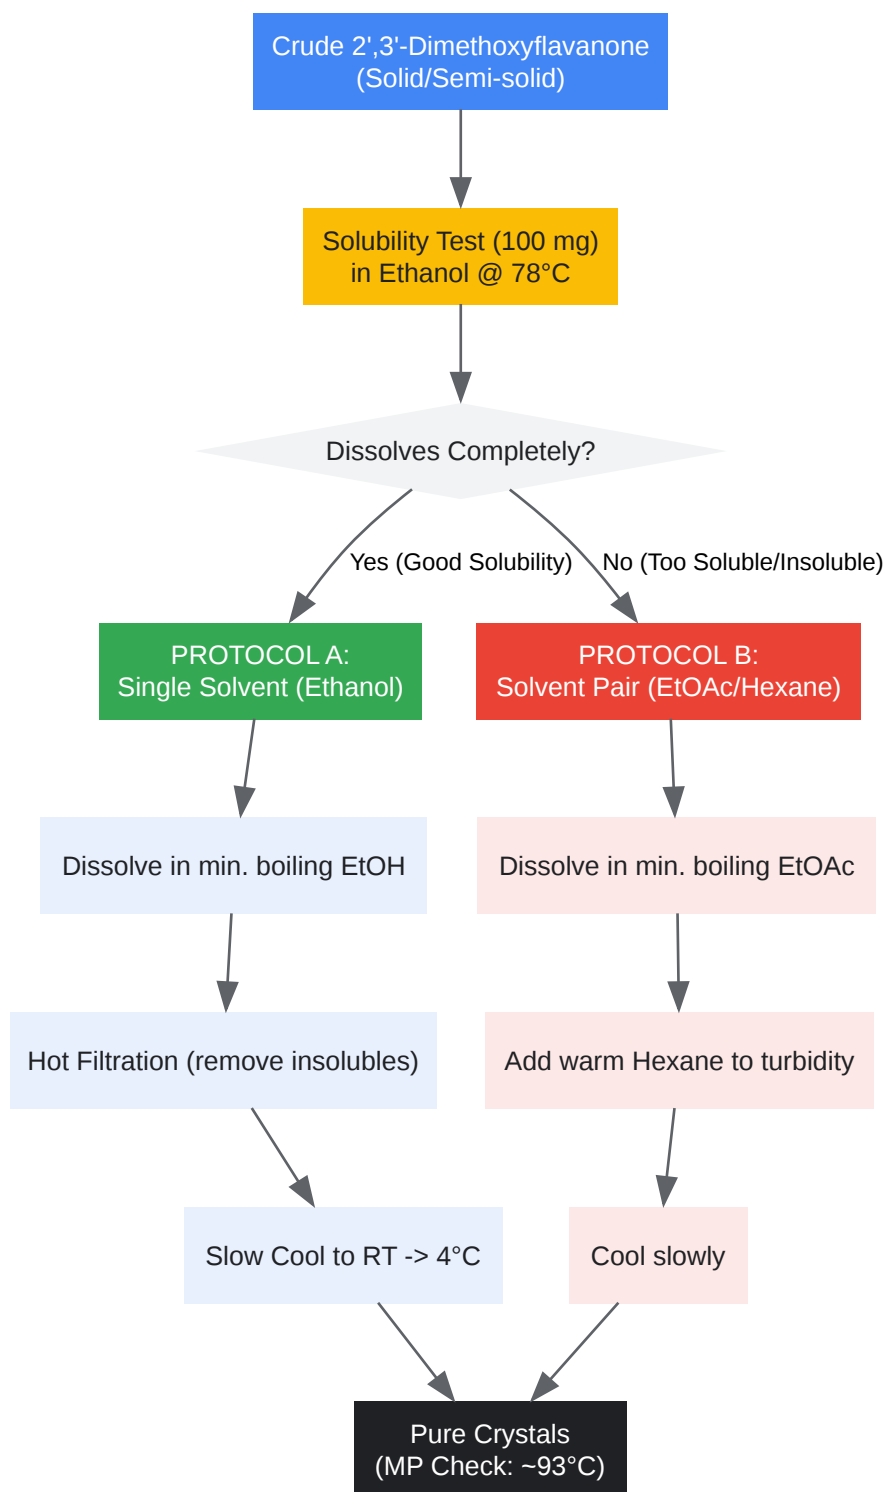 Crude 2',3'-Dimethoxyflavanone
(Solid/Semi-solid)
Solubility Test (100 mg)
in Ethanol @ 78°C
Dissolves Completely?
Yes (Good Solubility)
No (Too Soluble/Insoluble)
PROTOCOL A:
Single Solvent (Ethanol)
PROTOCOL B:
Solvent Pair (EtOAc/Hexane)
Dissolve in min. boiling EtOH
Dissolve in min. boiling EtOAc
Hot Filtration (remove insolubles)
Add warm Hexane to turbidity
Slow Cool to RT -> 4°C
Cool slowly
Pure Crystals
(MP Check: ~93°C)